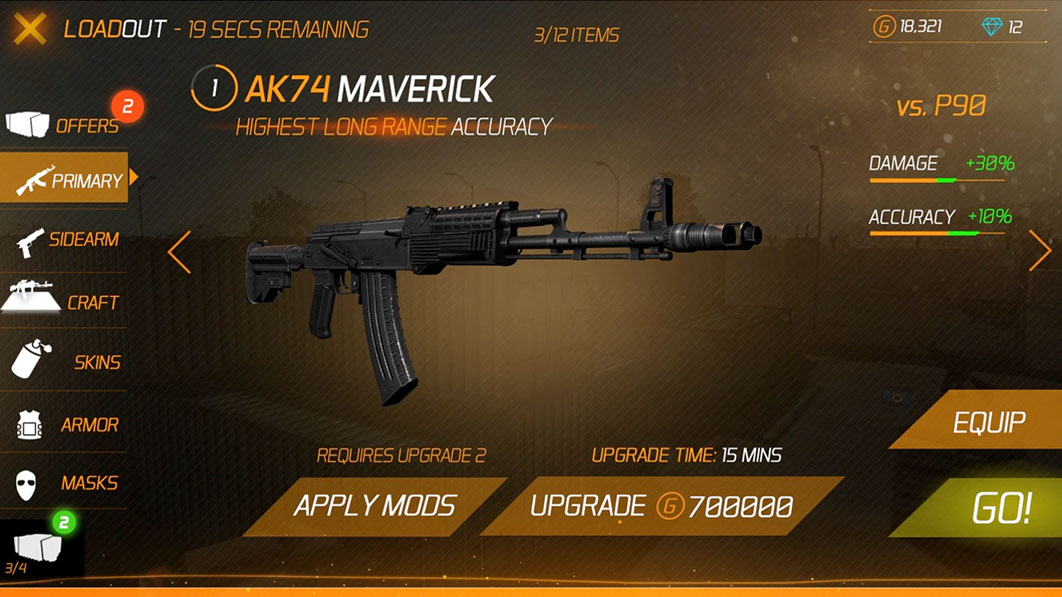 LOADOUT - 19 SECS REMAINING
3/12 ITEMS
G 18,321
12
1 AK74 MAVERICK
HIGHEST LONG RANGE ACCURACY
vs. P90
DAMAGE +30%
ACCURACY +10%
OFFERS 2
PRIMARY
SIDEARM
CRAFT
SKINS
ARMOR
MASKS
2
3/4
REQUIRES UPGRADE 2
APPLY MODS
UPGRADE TIME: 15 MINS
UPGRADE G 700000
EQUIP
GO!